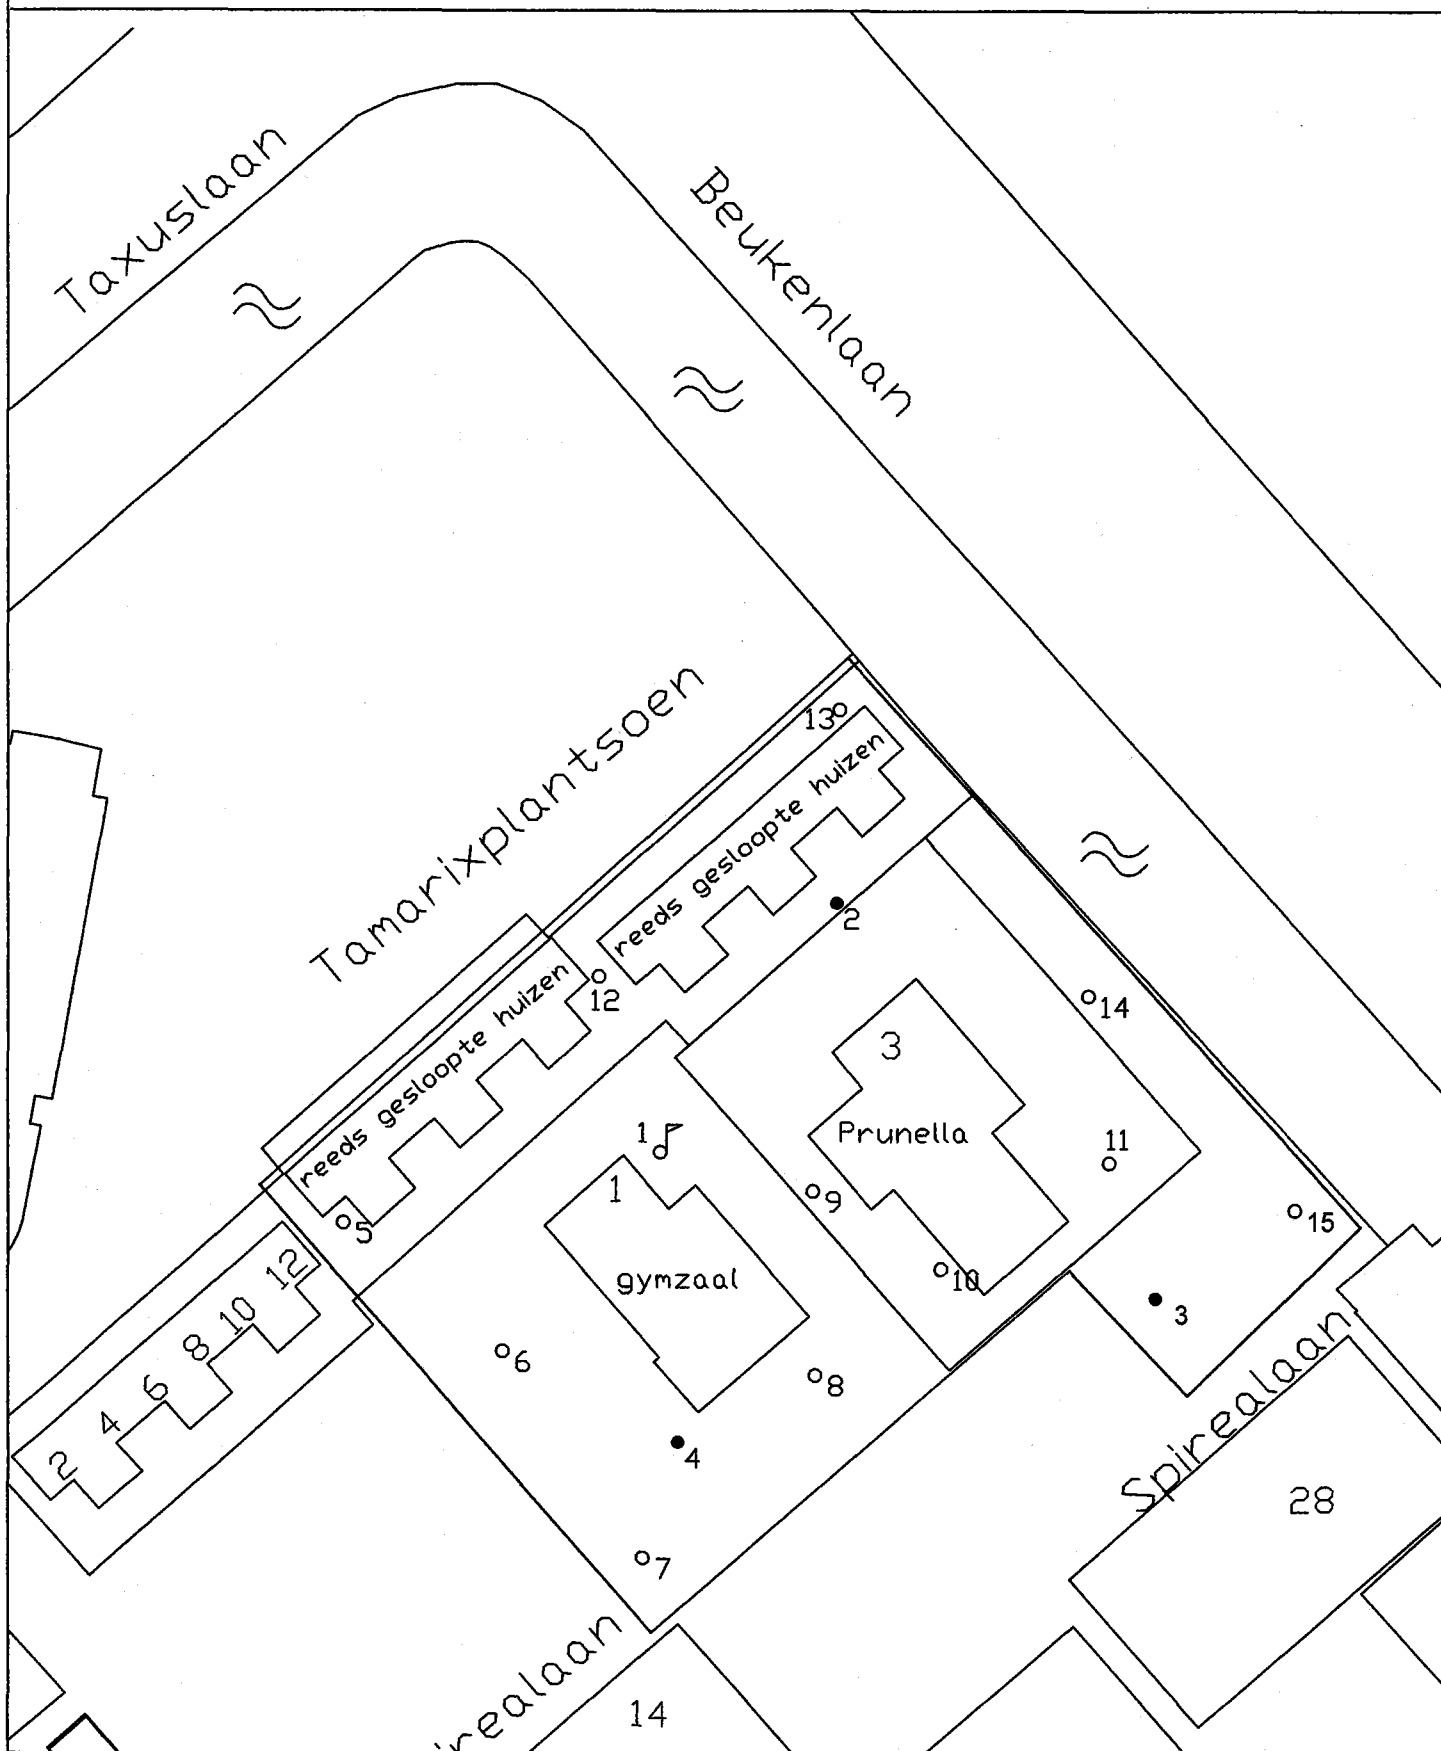 Taxuslaan
Beukenlaan
Tamarixplantsoen
13
reeds gesloopte huizen
2
reeds gesloopte huizen
12
14
3
Prunella
1
11
1
9
5
15
gymzaal
10
12
10
8
6
4
2
3
6
8
4
Spirealaan
28
7
irealaan
14